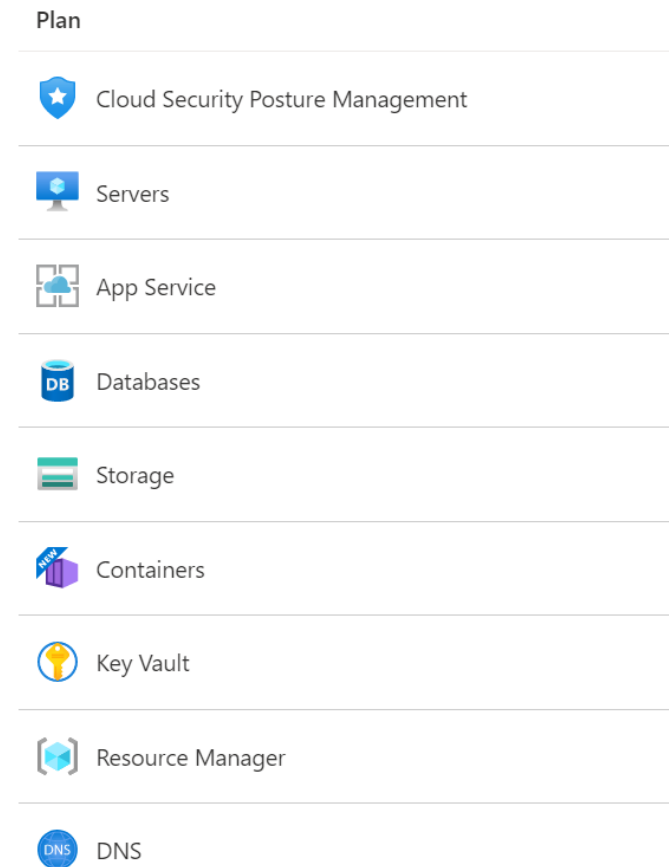 Plan
Cloud Security Posture Management
Servers
App Service
DB
Databases
Storage
NEW
Containers
Key Vault
Resource Manager
DNS
DNS